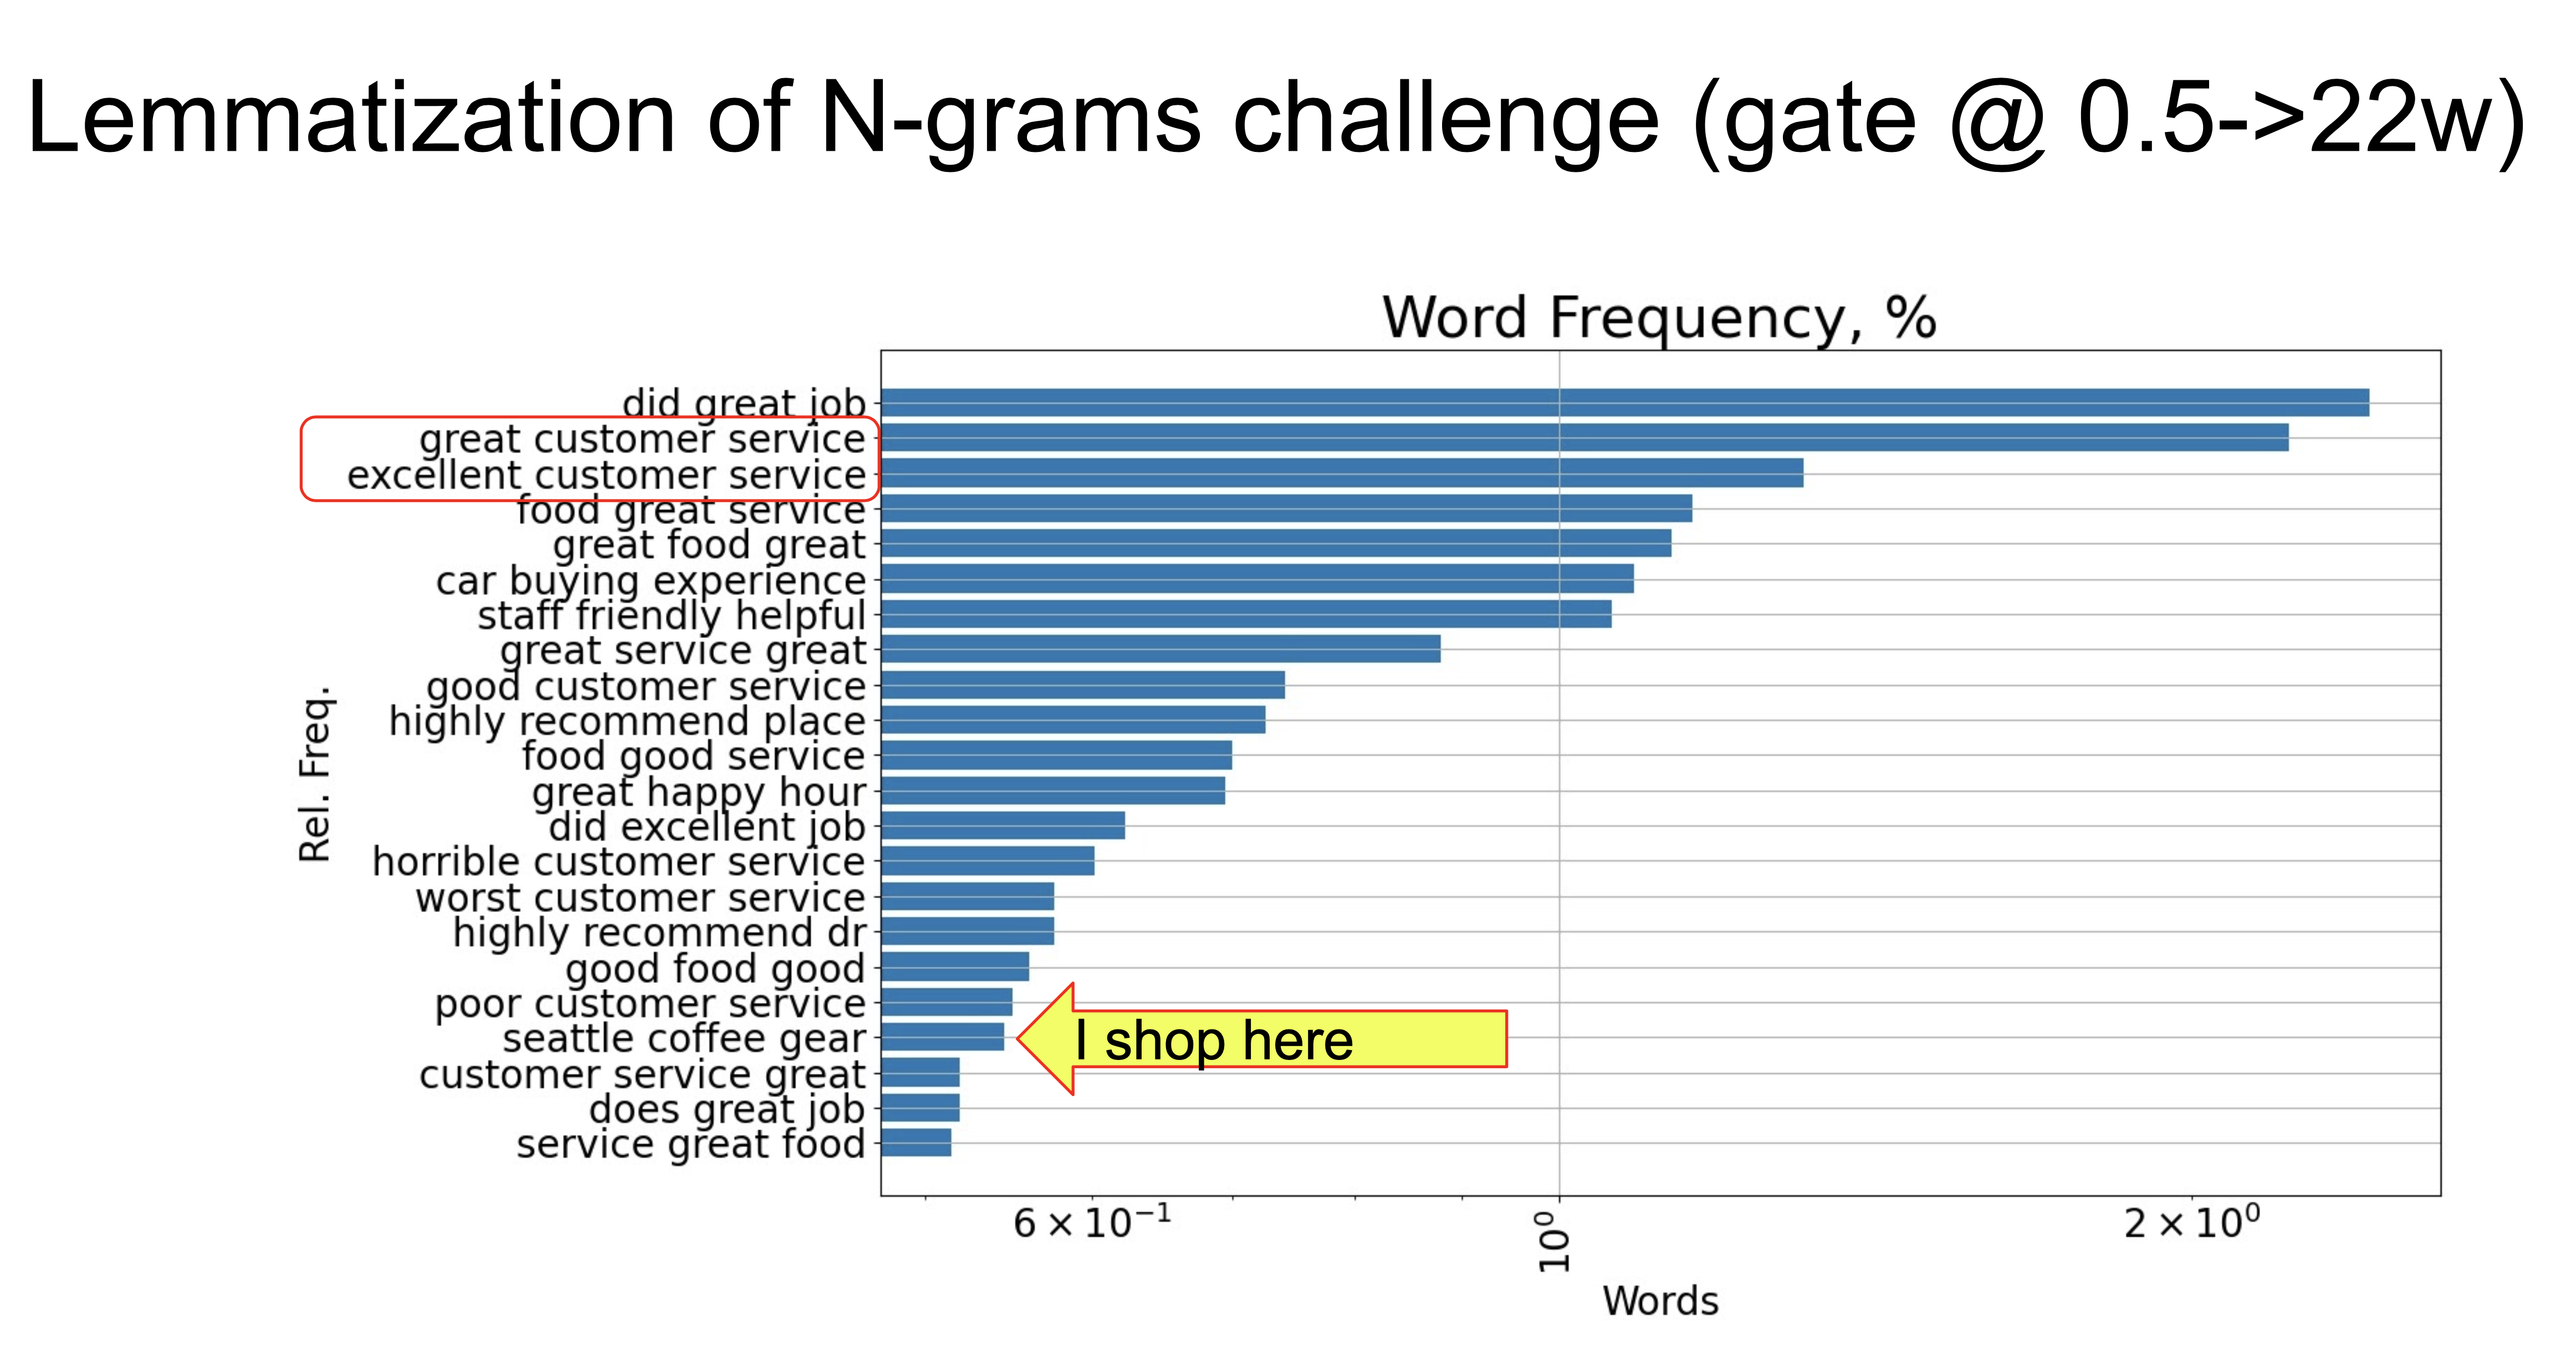 Lemmatization of N-grams challenge (gate @ 0.5->22w)
Word Frequency, %
did great job
great customer service
excellent customer service
food great service
great food great
car buying experience
staff friendly helpful
great service great
good customer service
highly recommend place
food good service
great happy hour
did excellent job
horrible customer service
worst customer service
highly recommend dr
good food good
poor customer service
seattle coffee gear
I shop here
customer service great
does great job
service great food
Rel. Freq.
6 × 10⁻¹
10⁰
2 × 10⁰
Words